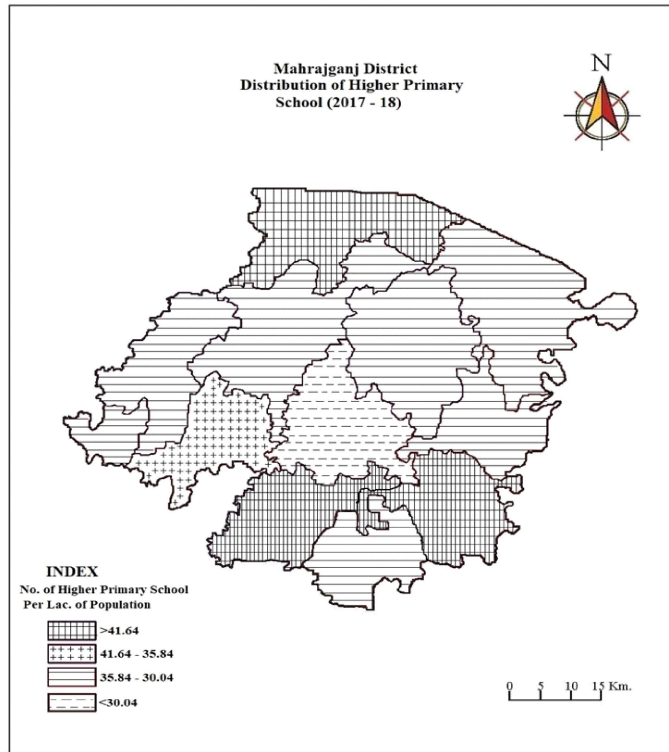 Mahrajganj District
Distribution of Higher Primary
School (2017 - 18)
N
INDEX
No. of Higher Primary School
Per Lac. of Population
>41.64
41.64 - 35.84
35.84 - 30.04
<30.04
0 5 10 15 Km.